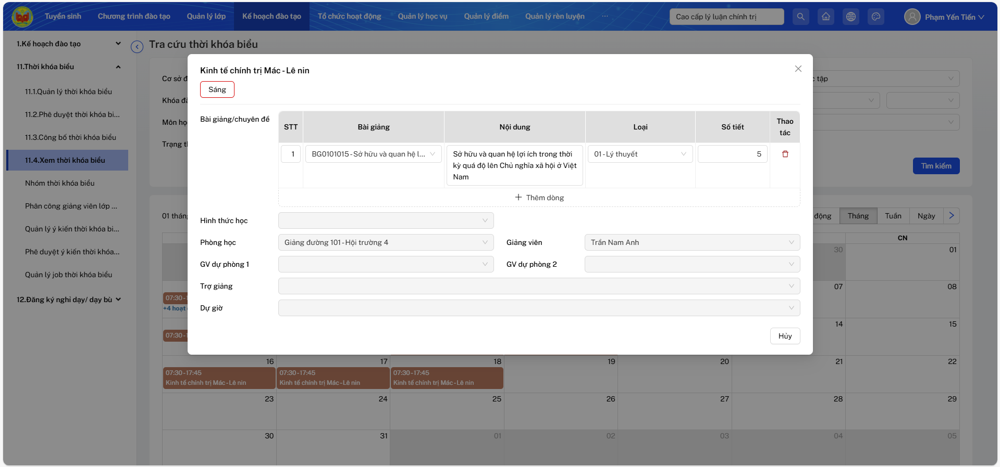 Tuyển sinh
Chương trình đào tạo
Quản lý lớp
Kế hoạch đào tạo
Tổ chức hoạt động
Quản lý học vụ
Quản lý điểm
Quản lý rèn luyện
···
Cao cấp lý luận chính trị
Phạm Yến Tiến
1.Kế hoạch đào tạo
11.Thời khóa biểu
11.1.Quản lý thời khóa biểu
11.2.Phê duyệt thời khóa bi...
11.3.Công bố thời khóa biểu
11.4.Xem thời khóa biểu
Nhóm thời khóa biểu
Phân công giảng viên lớp ...
Quản lý ý kiến thời khóa bi...
Phê duyệt ý kiến thời khóa...
Quản lý job thời khóa biểu
12.Đăng ký nghỉ dạy/ dạy bù
Tra cứu thời khóa biểu
Cơ sở đ
Khóa đà
Môn họ
Trạng th
tập
Tìm kiếm
Kinh tế chính trị Mác - Lê nin
Sáng
Bài giảng/chuyên đề
STT
Bài giảng
Nội dung
Loại
Số tiết
Thao
tác
1
BG0101015 - Sở hữu và quan hệ l...
Sở hữu và quan hệ lợi ích trong thời
kỳ quá độ lên Chủ nghĩa xã hội ở Việt
Nam
01 - Lý thuyết
5
+ Thêm dòng
Hình thức học
Phòng học
Giảng đường 101 - Hội trường 4
Giảng viên
Trần Nam Anh
GV dự phòng 1
GV dự phòng 2
Trợ giảng
Dự giờ
Hủy
01 thán
động
Tháng
Tuần
Ngày
CN
30
01
07:30 - 1
+4 hoạt
07
08
07:30 - 1
14
15
16
17
18
19
20
21
22
07:30 - 17:45
Kinh tế chính trị Mác - Lê nin
07:30 - 17:45
Kinh tế chính trị Mác - Lê nin
07:30 - 17:45
Kinh tế chính trị Mác - Lê nin
23
24
25
26
27
28
29
30
31
01
02
03
04
05